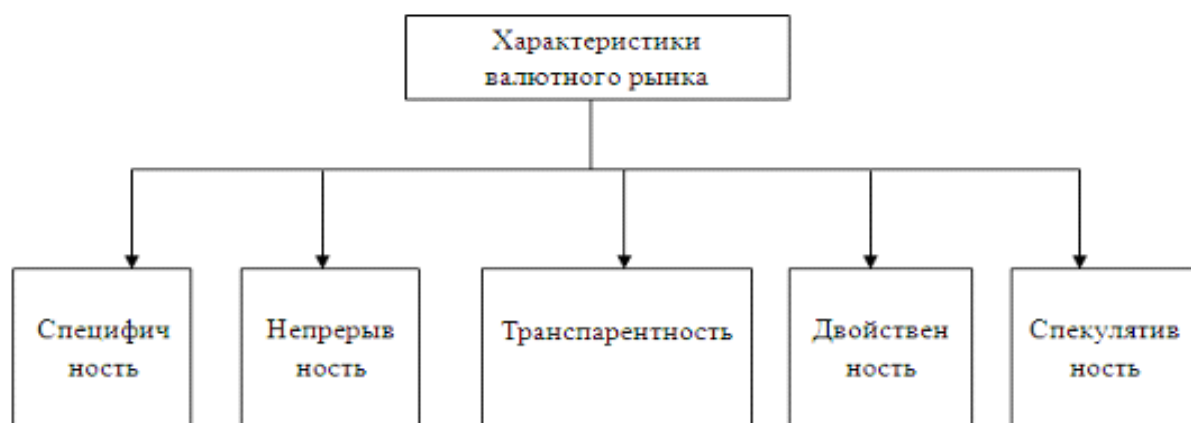 Характеристики
валютного рынка
Специфич
ность
Непрерыв
ность
Транспарентность
Двойствен
ность
Спекулятив
ность